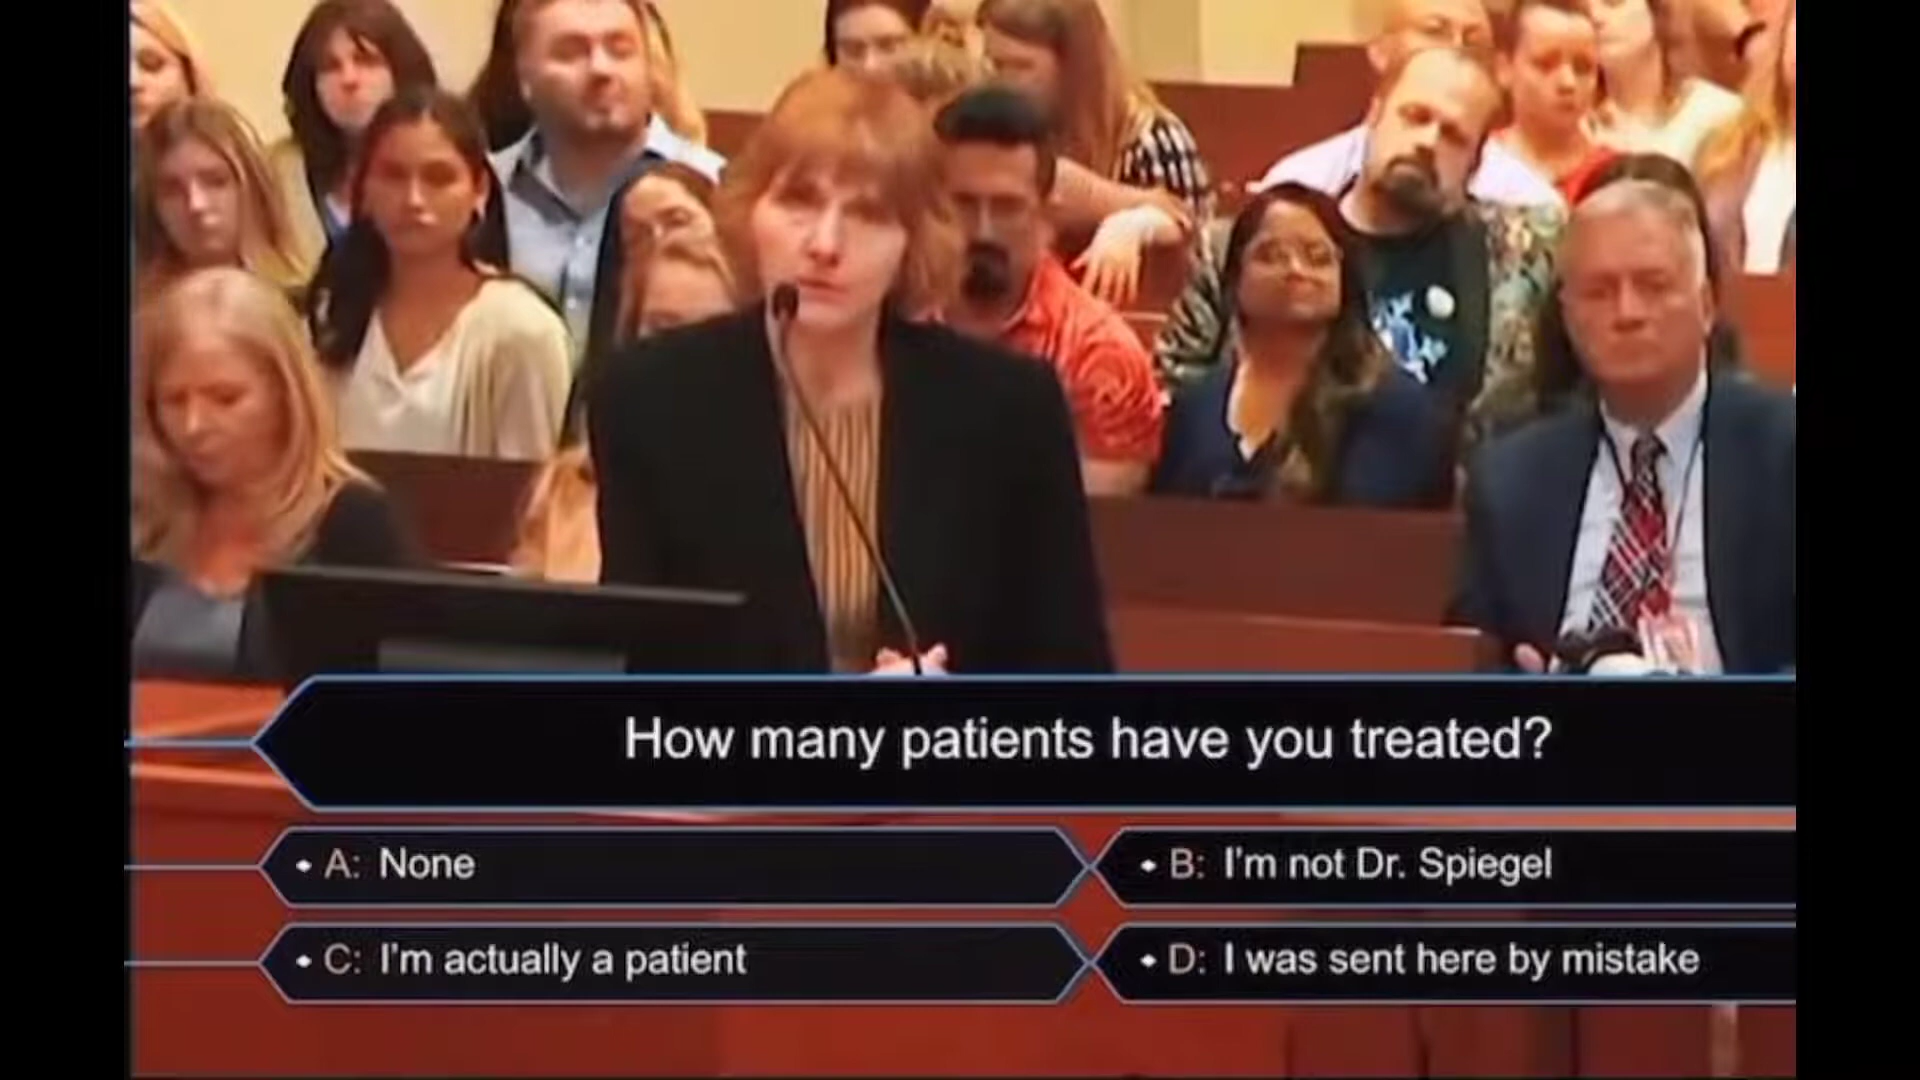 How many patients have you treated?
A: None
B: I'm not Dr. Spiegel
C: I'm actually a patient
D: I was sent here by mistake